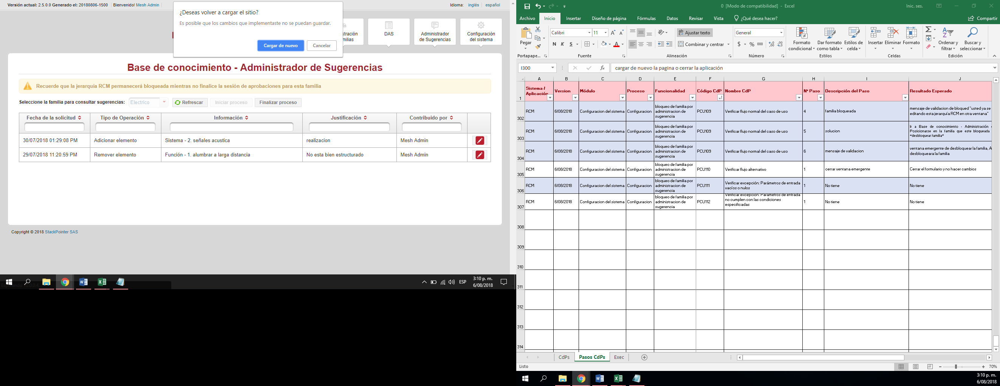 Versión actual: 2.5.0.0 Generado el: 20180806-1500 Bienvenido! Mesh Admin
Idioma: inglés español
¿Deseas volver a cargar el sitio?
Es posible que los cambios que implementaste no se puedan guardar.
Cargar de nuevo Cancelar
DAS
Administrador
de Sugerencias
Configuración
del sistema
Base de conocimiento - Administrador de Sugerencias
Recuerde que la jerarquía RCM permanecerá bloqueada mientras no finalice la sesión de aprobaciones para esta familia
Seleccione la familia para consultar sugerencias: Electrico Refrescar Iniciar proceso Finalizar proceso
Fecha de la solicitud Tipo de Operación Información Justificación Contribuido por
30/07/2018 01:29:08 PM Adicionar elemento Sistema - 2. señales acustica realizacion Mesh Admin
29/07/2018 11:20:59 PM Remover elemento Función - 1. alumbrar a larga distancia No esta bien estructurado Mesh Admin
Copyright © 2018 StackPointer SAS
ESP
3:10 p. m.
6/08/2018
0 [Modo de compatibilidad] - Excel
Inic. ses.
Archivo Inicio Insertar Diseño de página Fórmulas Datos Revisar Vista ¿Qué desea hacer? Compartir
Pegar
Calibri 11
N K S
Ajustar texto
Combinar y centrar
General
$ % 000
Formato
condicional
Dar formato
como tabla
Estilos de
celda
Insertar Eliminar Formato
Ordenar y
filtrar
Buscar y
seleccionar
Portapape... Fuente Alineación Número Estilos Celdas Edición
I300 fx cargar de nuevo la pagina o cerrar la aplicación
A B C D E F G H I J
1 Sistema / Aplicación Version Módulo Proceso Funcionalidad Código CdP Nombre CdP N° Paso Descripción del Paso Resultado Esperado
302 RCM 6/08/2018 Configuracion del sistema Configuracion bloqueo de familia por administracion de sugerencia PCU109 Verificar flujo normal del caso de uso 4 familia bloqueada mensaje de validacion de bloqued "usted ya se editando esta jerarquía RCM en otra ventana"
303 RCM 6/08/2018 Configuracion del sistema Configuracion bloqueo de familia por administracion de sugerencia PCU109 Verificar flujo normal del caso de uso 5 solucion Ir a Base de conocimiento - Administración Posicionarse en la familia que este bloqueada "desbloquear familia"
304 RCM 6/08/2018 Configuracion del sistema Configuracion bloqueo de familia por administracion de sugerencia PCU109 Verificar flujo normal del caso de uso 6 mensaje de validacion ventana emergente de desbloquear la familia, A desbloqueara la familia
305 RCM 6/08/2018 Configuracion del sistema Configuracion bloqueo de familia por administracion de sugerencia PCU110 Verificar flujo alternativo 1 cerrar ventana emergente Cerrar el formulario y no hacer cambios
306 RCM 6/08/2018 Configuracion del sistema Configuracion bloqueo de familia por administracion de sugerencia PCU111 Verificar excepción: Parámetros de entrada vacíos o nulos 1 No tiene No tiene
307 RCM 6/08/2018 Configuracion del sistema Configuracion bloqueo de familia por administracion de sugerencia PCU112 Verificar excepción: Parámetros de entrada no cumplen con las condiciones especificadas 1 No tiene No tiene
308
309
310
311
312
313
314
CdPs Pasos CdPs Exec
Listo
70%
3:10 p. m.
6/08/2018